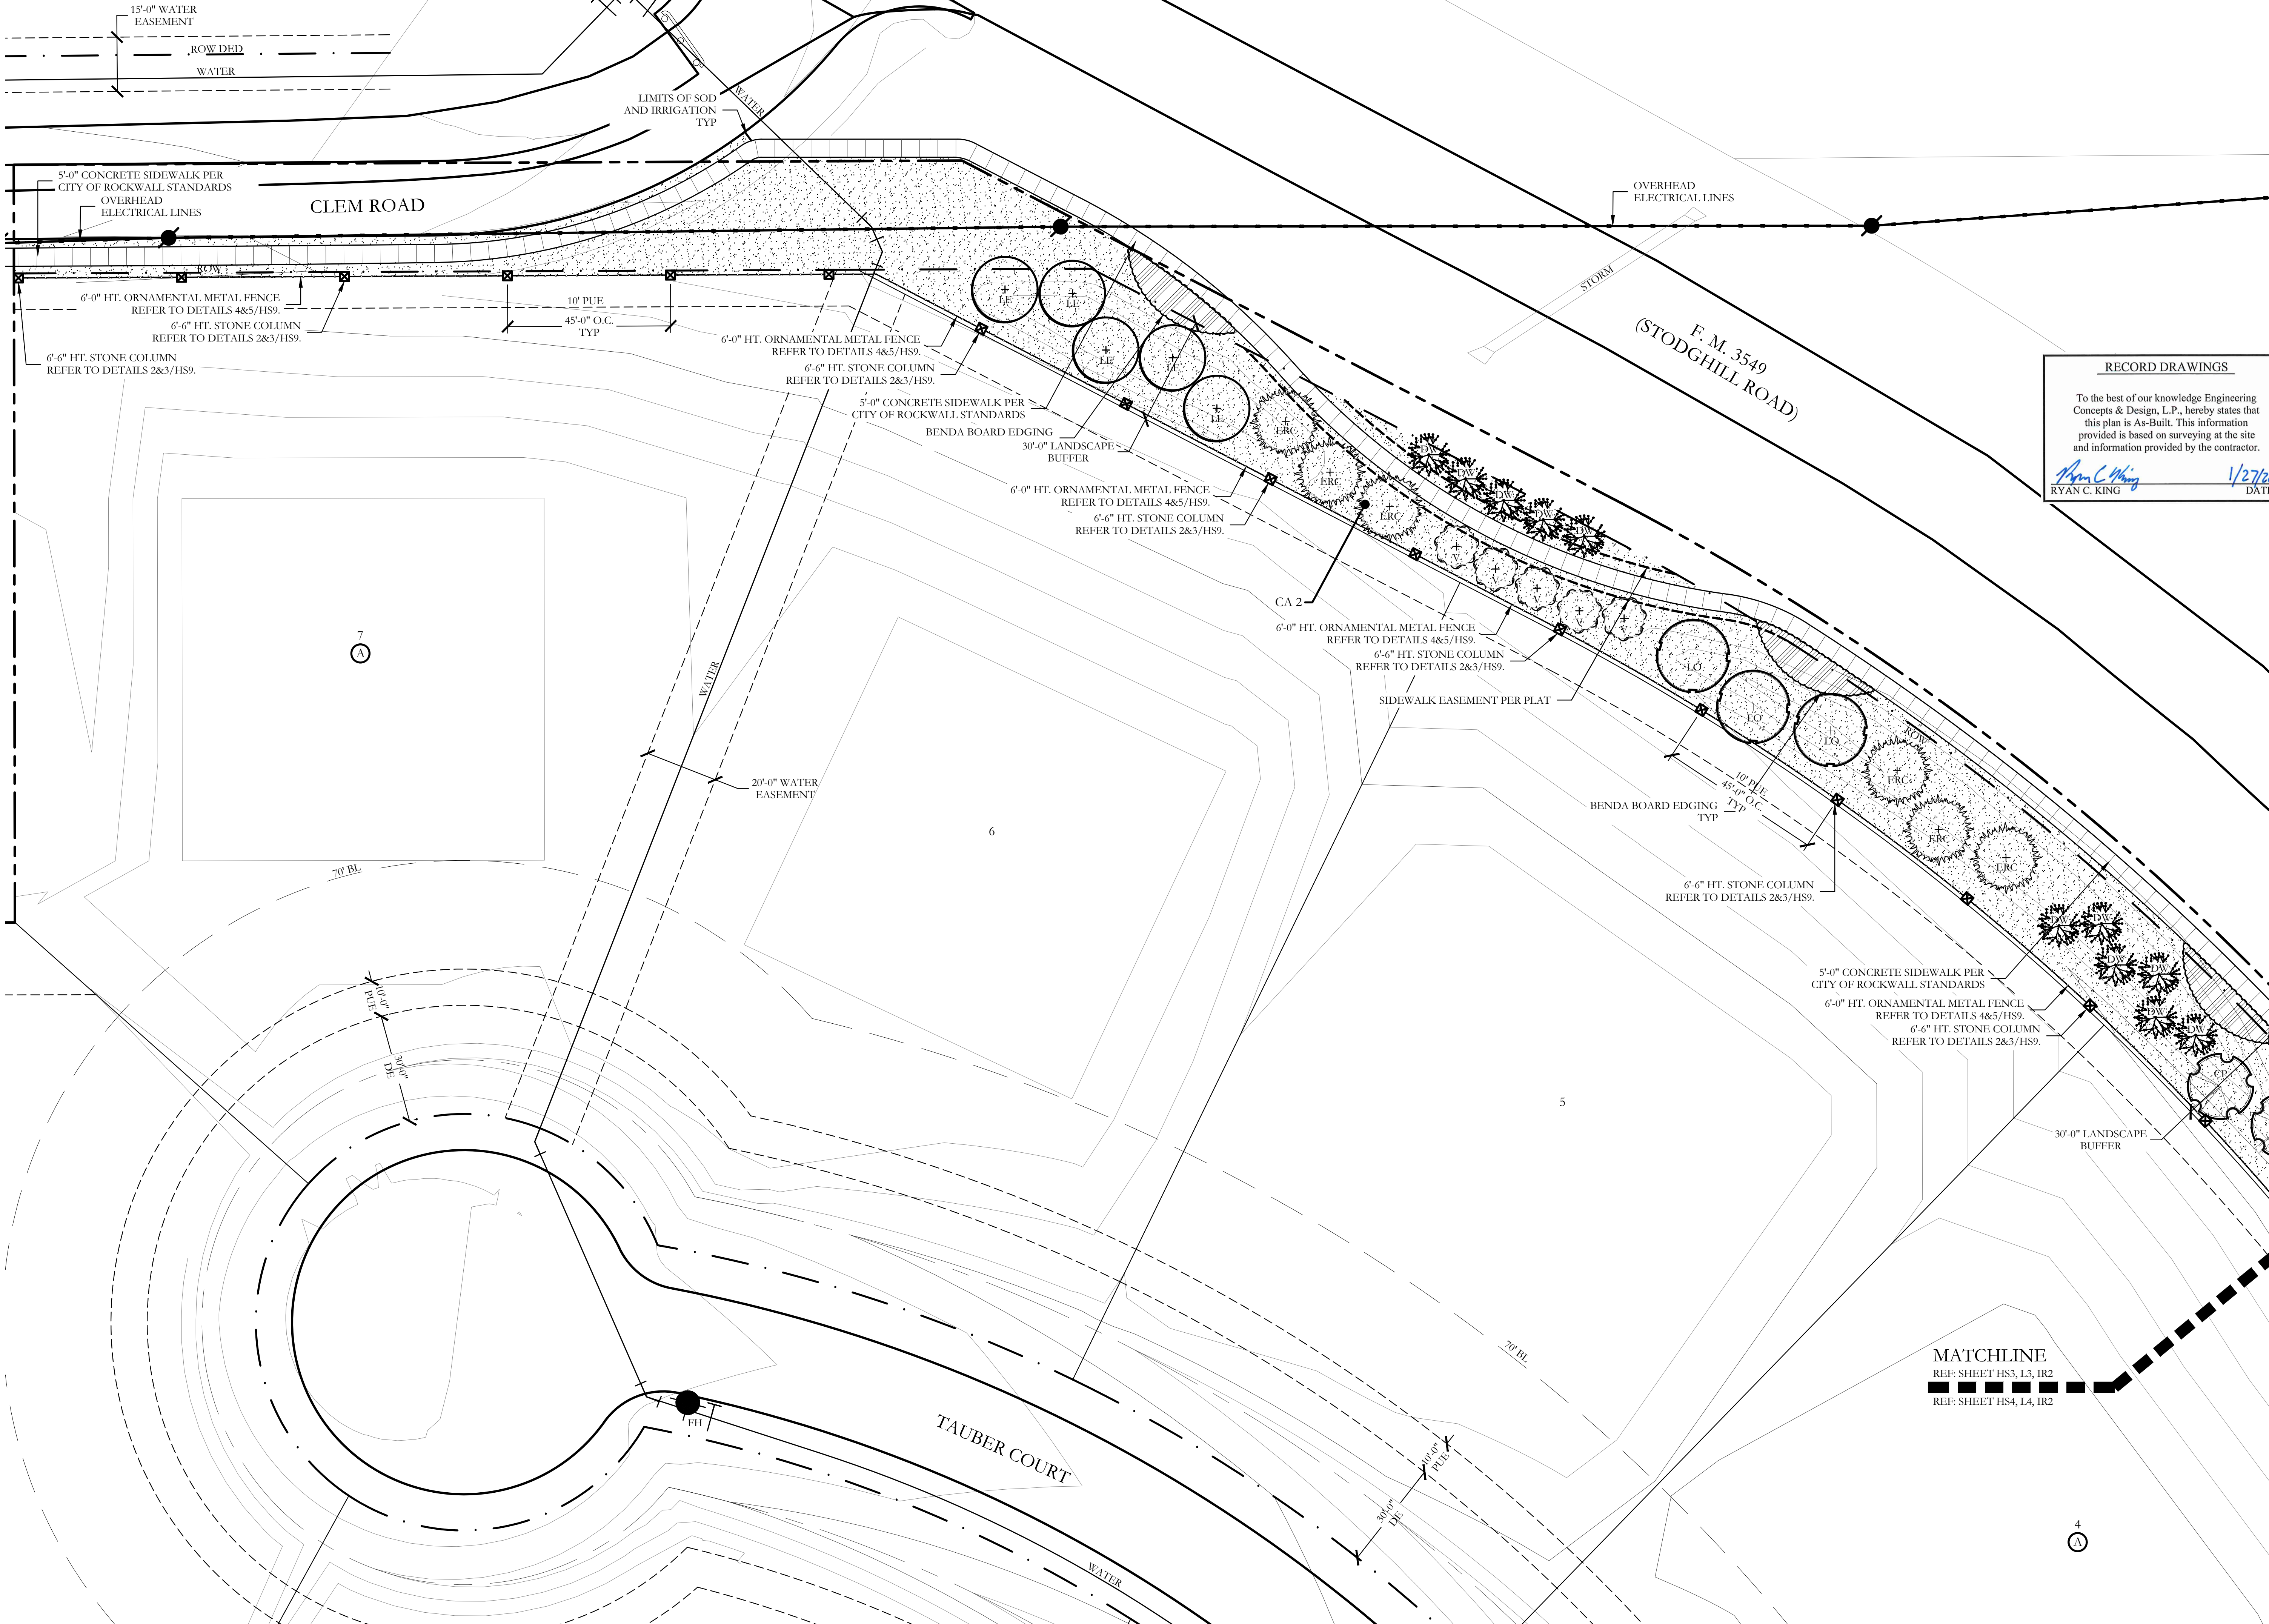 15'-0" WATER
EASEMENT
ROW DED
WATER
LIMITS OF SOD
AND IRRIGATION
TYP
WATER
5'-0" CONCRETE SIDEWALK PER
CITY OF ROCKWALL STANDARDS
OVERHEAD
ELECTRICAL LINES
CLEM ROAD
OVERHEAD
ELECTRICAL LINES
STORM
F. M. 3549
(STODGHILL ROAD)
ROW
6'-0" HT. ORNAMENTAL METAL FENCE
REFER TO DETAILS 4&5/HS9.
6'-6" HT. STONE COLUMN
REFER TO DETAILS 2&3/HS9.
6'-6" HT. STONE COLUMN
REFER TO DETAILS 2&3/HS9.
10' PUE
45'-0" O.C.
TYP
6'-0" HT. ORNAMENTAL METAL FENCE
REFER TO DETAILS 4&5/HS9.
6'-6" HT. STONE COLUMN
REFER TO DETAILS 2&3/HS9.
5'-0" CONCRETE SIDEWALK PER
CITY OF ROCKWALL STANDARDS
BENDA BOARD EDGING
30'-0" LANDSCAPE
BUFFER
LE
LE
LE
LE
LE
ERC
ERC
ERC
DW
DW
DW
DW
DW
RECORD DRAWINGS
To the best of our knowledge Engineering
Concepts & Design, L.P., hereby states that
this plan is As-Built. This information
provided is based on surveying at the site
and information provided by the contractor.
RYAN C. KING
6'-0" HT. ORNAMENTAL METAL FENCE
REFER TO DETAILS 4&5/HS9.
6'-6" HT. STONE COLUMN
REFER TO DETAILS 2&3/HS9.
CA 2
V
V
V
V
V
6'-0" HT. ORNAMENTAL METAL FENCE
REFER TO DETAILS 4&5/HS9.
6'-6" HT. STONE COLUMN
REFER TO DETAILS 2&3/HS9.
SIDEWALK EASEMENT PER PLAT
LO
LO
LO
ROW
ERC
ERC
ERC
7
A
WATER
20'-0" WATER
EASEMENT
6
10' PUE
45'-0" O.C.
TYP
BENDA BOARD EDGING
TYP
6'-6" HT. STONE COLUMN
REFER TO DETAILS 2&3/HS9.
70' BL
DW
DW
DW
DW
DW
DW
5'-0" CONCRETE SIDEWALK PER
CITY OF ROCKWALL STANDARDS
6'-0" HT. ORNAMENTAL METAL FENCE
REFER TO DETAILS 4&5/HS9.
6'-6" HT. STONE COLUMN
REFER TO DETAILS 2&3/HS9.
CP
10'-0"
PUE
30'-0"
DE
5
30'-0" LANDSCAPE
BUFFER
70' BL
MATCHLINE
REF: SHEET HS3, L3, IR2
REF: SHEET HS4, L4, IR2
FH
TAUBER COURT
10'-0"
PUE
30'-0"
DE
4
A
WATER